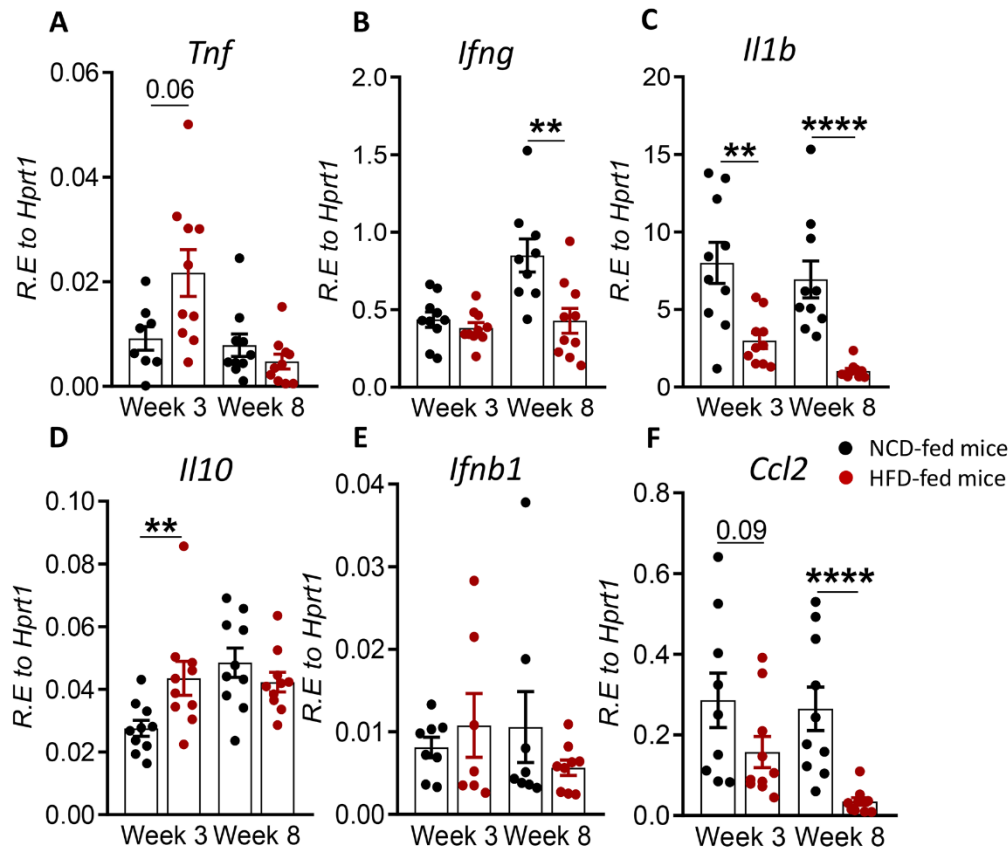 A
Tnf
R.E to Hprt1
0.06
0.04
0.02
0.00
0.06
Week 3 Week 8
B
Ifng
R.E to Hprt1
2.0
1.5
1.0
0.5
0.0
**
Week 3 Week 8
C
Il1b
R.E to Hprt1
20
15
10
5
0
**
****
Week 3 Week 8
D
Il10
R.E to Hprt1
0.10
0.08
0.06
0.04
0.02
0.00
**
Week 3 Week 8
E
Ifnb1
R.E to Hprt1
0.04
0.03
0.02
0.01
0.00
Week 3 Week 8
F
Ccl2
NCD-fed mice
HFD-fed mice
R.E to Hprt1
0.8
0.6
0.4
0.2
0.0
0.09
****
Week 3 Week 8